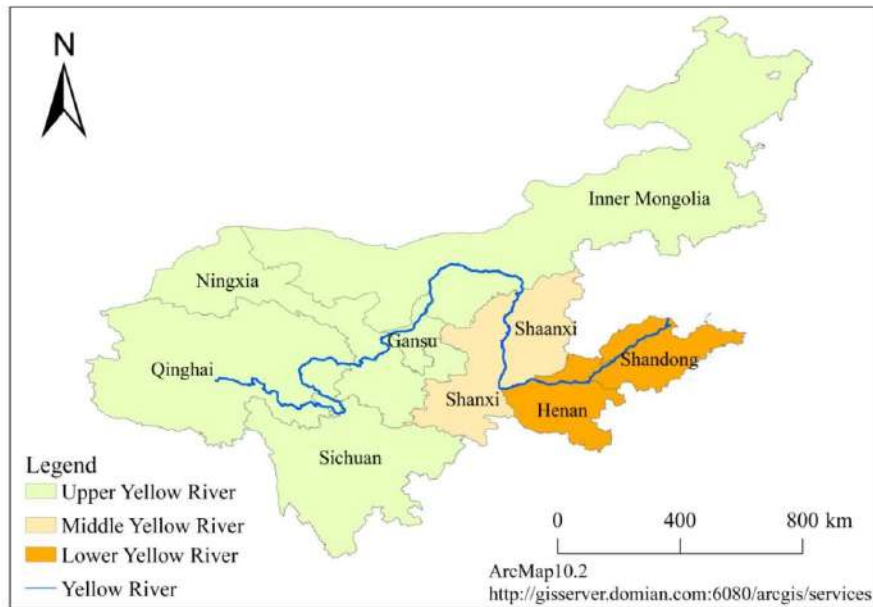 N
Inner Mongolia
Ningxia
Shaanxi
Gansu
Shandong
Qinghai
Shanxi
Henan
Sichuan
Legend
Upper Yellow River
Middle Yellow River
Lower Yellow River
Yellow River
0 400 800 km
ArcMap10.2
http://gisserver.domian.com:6080/arcgis/services